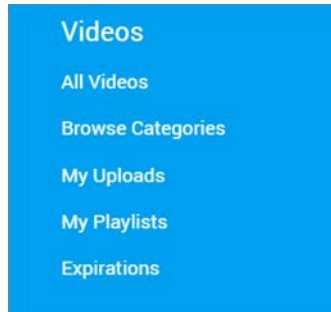 Videos
All Videos
Browse Categories
My Uploads
My Playlists
Expirations